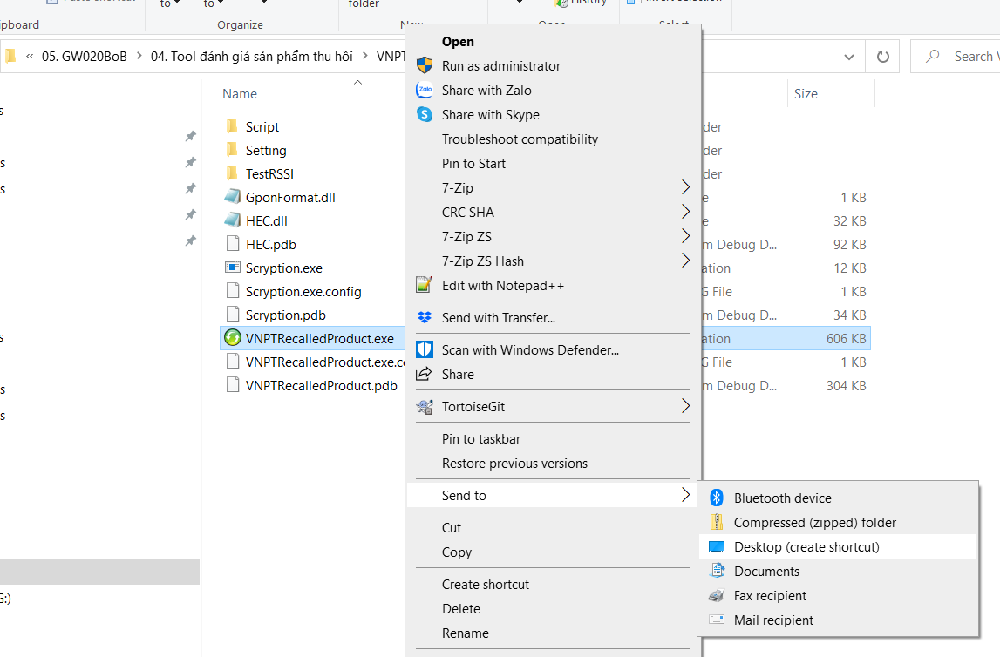 to
to
folder
History
ipboard
Organize
New
Open
Select
« 05. GW020BoB > 04. Tool đánh giá sản phẩm thu hồi > VNPT
Search V
Name
Size
Script
Setting
TestRSSI
GponFormat.dll
1 KB
HEC.dll
32 KB
HEC.pdb
m Debug D...
92 KB
Scryption.exe
ation
12 KB
Scryption.exe.config
G File
1 KB
Scryption.pdb
m Debug D...
34 KB
VNPTRecalledProduct.exe
ation
606 KB
VNPTRecalledProduct.exe.co
G File
1 KB
VNPTRecalledProduct.pdb
m Debug D...
304 KB
G:)
Open
Run as administrator
Zalo
Share with Zalo
Share with Skype
Troubleshoot compatibility
Pin to Start
7-Zip
CRC SHA
7-Zip ZS
7-Zip ZS Hash
Edit with Notepad++
Send with Transfer...
Scan with Windows Defender...
Share
TortoiseGit
Pin to taskbar
Restore previous versions
Send to
Cut
Copy
Create shortcut
Delete
Rename
Bluetooth device
Compressed (zipped) folder
Desktop (create shortcut)
Documents
Fax recipient
Mail recipient